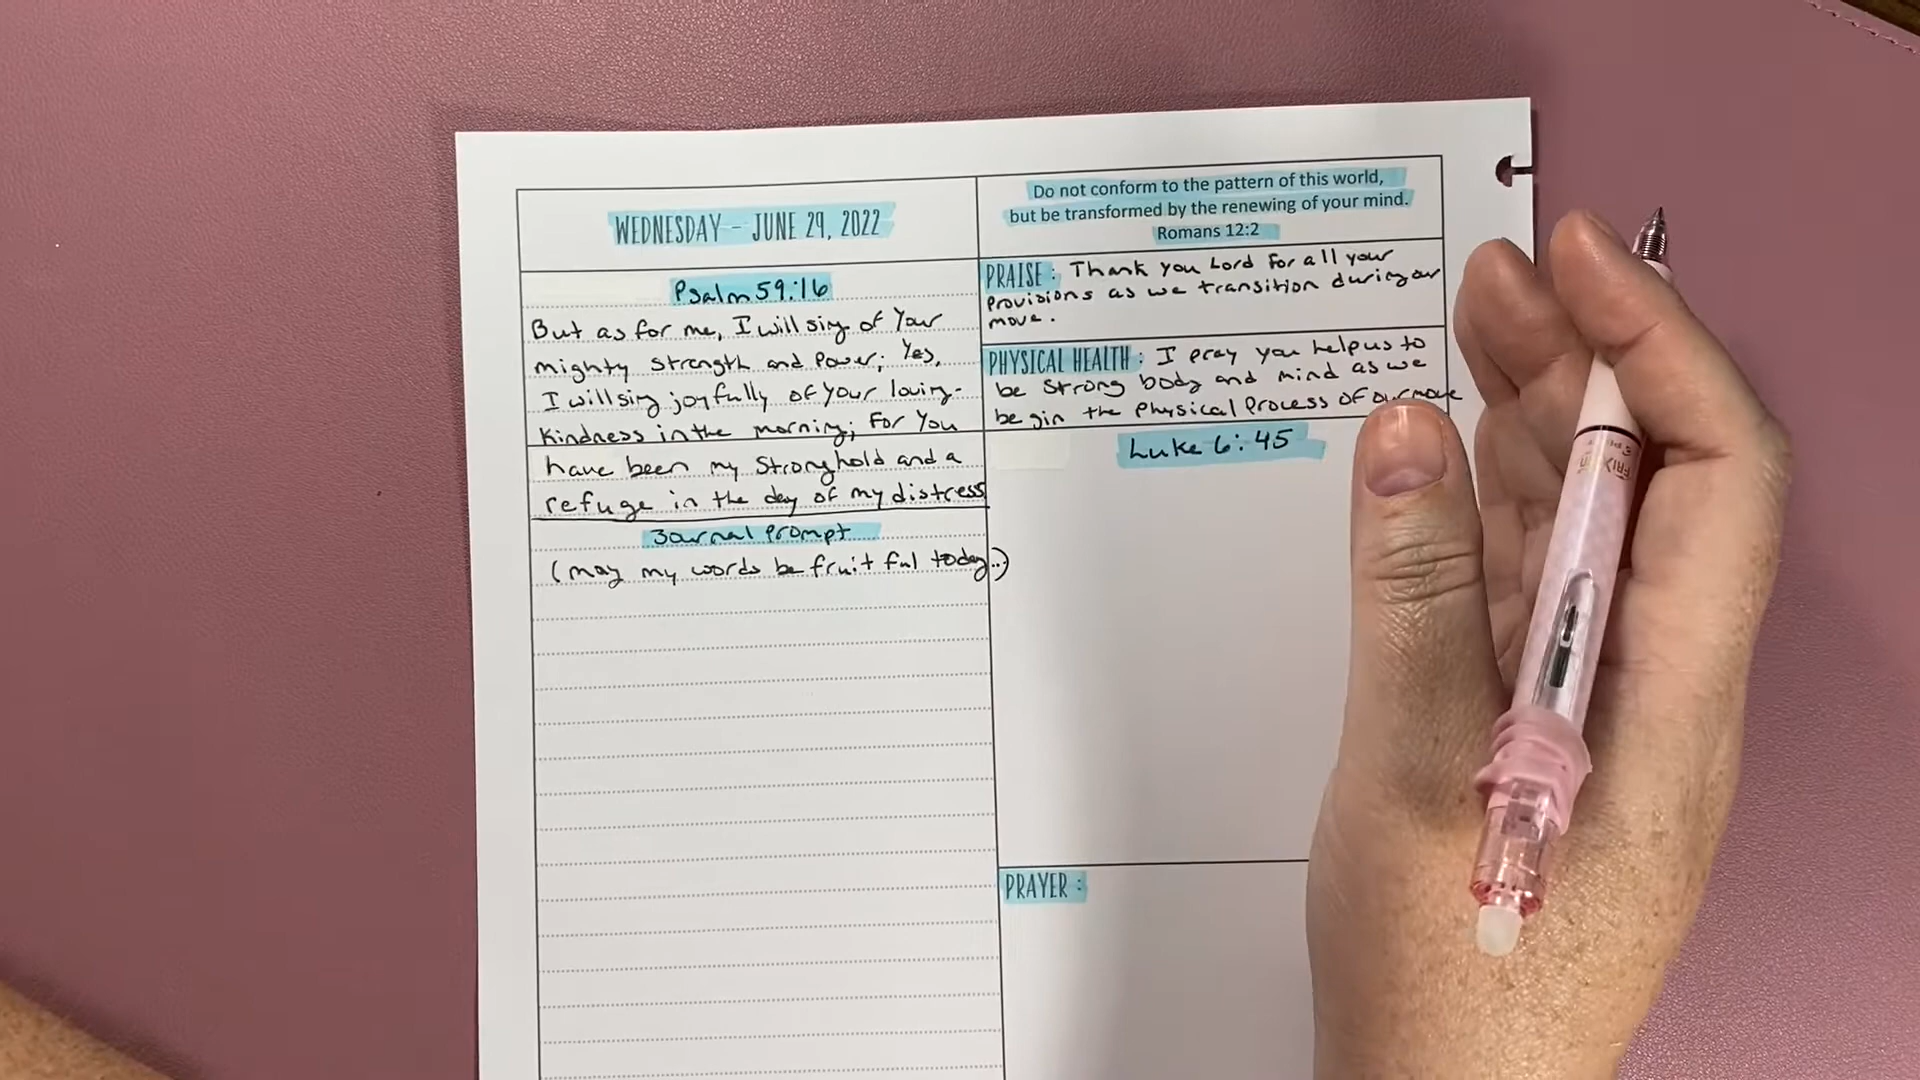 WEDNESDAY - JUNE 29, 2022
Psalm 59:16
But as for me, I will sing of Your
mighty strength and power; Yes,
I will sing joyfully of your loving-
kindness in the morning; For You
have been my stronghold and a
refuge in the day of my distress
Journal Prompt
(may my words be fruitful today..)
Do not conform to the pattern of this world,
but be transformed by the renewing of your mind.
Romans 12:2
PRAISE: Thank you Lord for all your
provisions as we transition during our
move.
PHYSICAL HEALTH: I pray you help us to
be strong body and mind as we
begin the physical process of our move
Luke 6:45
PRAYER:
FRIXION